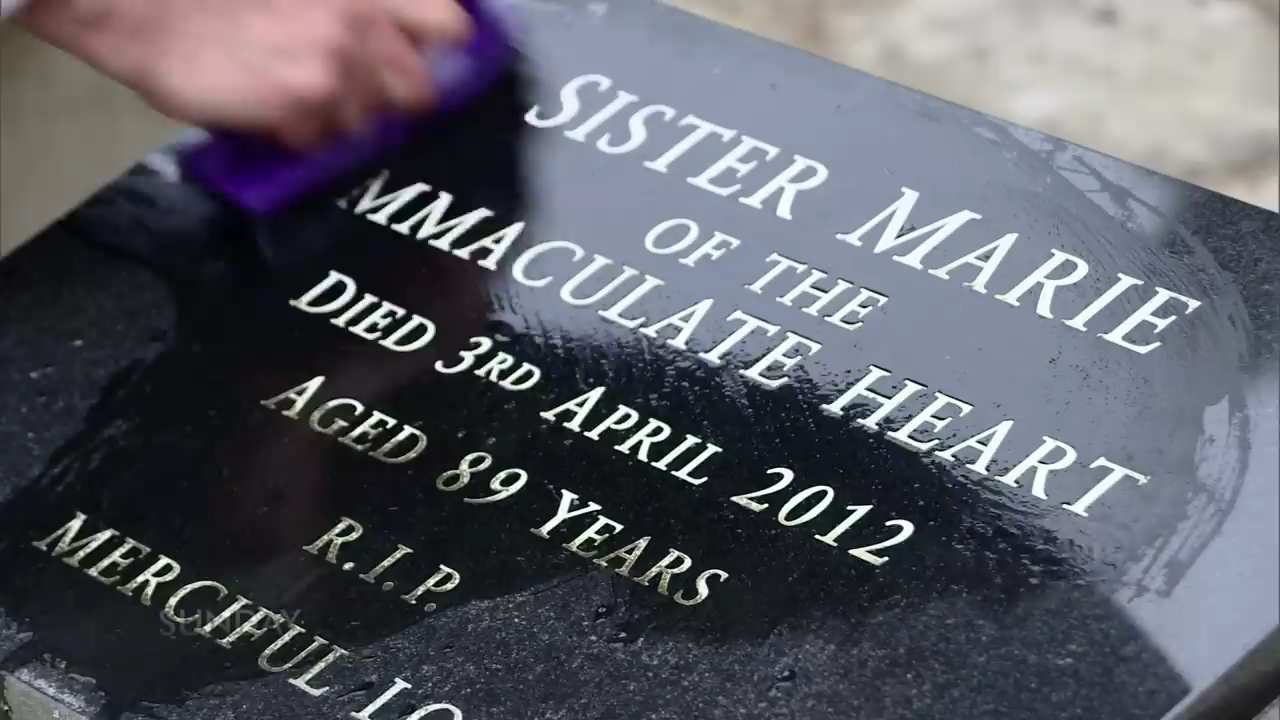 SISTER MARIE
OF THE
IMMACULATE HEART
DIED 3RD APRIL 2012
AGED 89 YEARS
R.I.P.
MERCIFUL